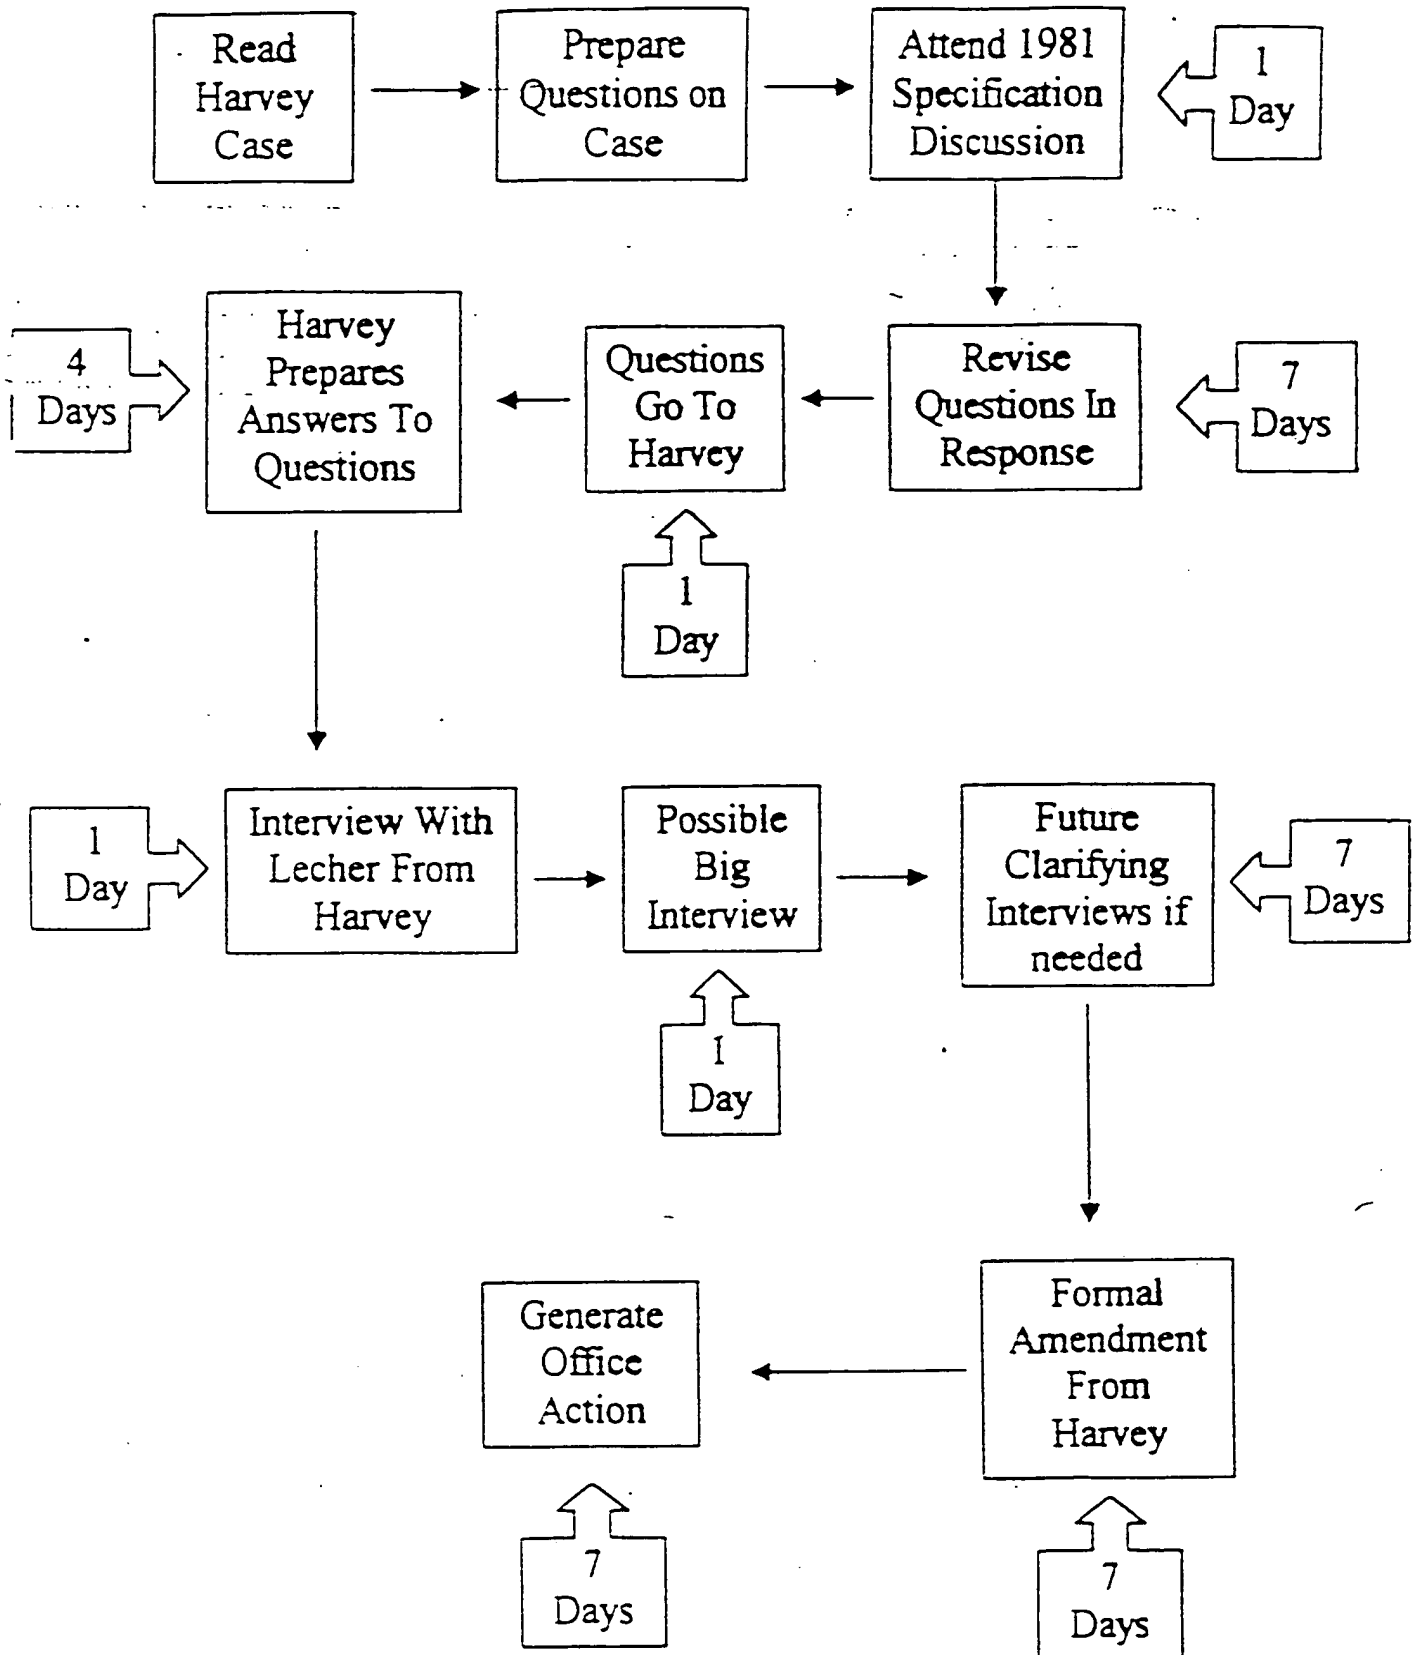 Read
Harvey
Case
Prepare
Questions on
Case
Attend 1981
Specification
Discussion
1
Day
4
Days
Harvey
Prepares
Answers To
Questions
Questions
Go To
Harvey
Revise
Questions In
Response
7
Days
1
Day
1
Day
Interview With
Lecher From
Harvey
Possible
Big
Interview
Future
Clarifying
Interviews if
needed
7
Days
1
Day
Generate
Office
Action
Formal
Amendment
From
Harvey
7
Days
7
Days